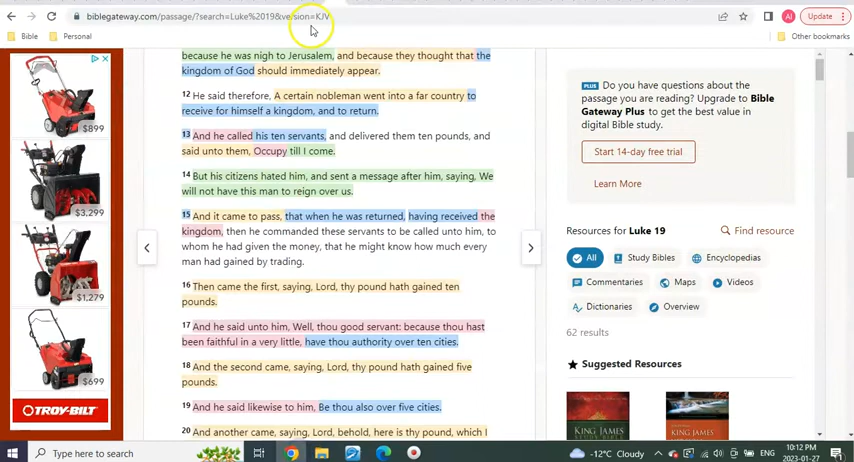 biblegateway.com/passage/?search=Luke%2019&version=KJV
Update
Bible
Personal
Other bookmarks
$899
$3,299
$1,279
$699
TROY-BILT
because he was nigh to Jerusalem, and because they thought that the
kingdom of God should immediately appear.
12 He said therefore, A certain nobleman went into a far country to
receive for himself a kingdom, and to return.
13 And he called his ten servants, and delivered them ten pounds, and
said unto them, Occupy till I come.
14 But his citizens hated him, and sent a message after him, saying, We
will not have this man to reign over us.
15 And it came to pass, that when he was returned, having received the
kingdom, then he commanded these servants to be called unto him, to
whom he had given the money, that he might know how much every
man had gained by trading.
16 Then came the first, saying, Lord, thy pound hath gained ten
pounds.
17 And he said unto him, Well, thou good servant: because thou hast
been faithful in a very little, have thou authority over ten cities.
18 And the second came, saying, Lord, thy pound hath gained five
pounds.
19 And he said likewise to him, Be thou also over five cities.
20 And another came, saying, Lord, behold, here is thy pound, which I
PLUS Do you have questions about the
passage you are reading? Upgrade to Bible
Gateway Plus to get the best value in
digital Bible study.
Start 14-day free trial
Learn More
Resources for Luke 19
Find resource
All
Study Bibles
Encyclopedias
Commentaries
Maps
Videos
Dictionaries
Overview
62 results
Suggested Resources
KING JAMES
KING JAMES
Type here to search
-12°C Cloudy
ENG
10:12 PM
2023-01-27